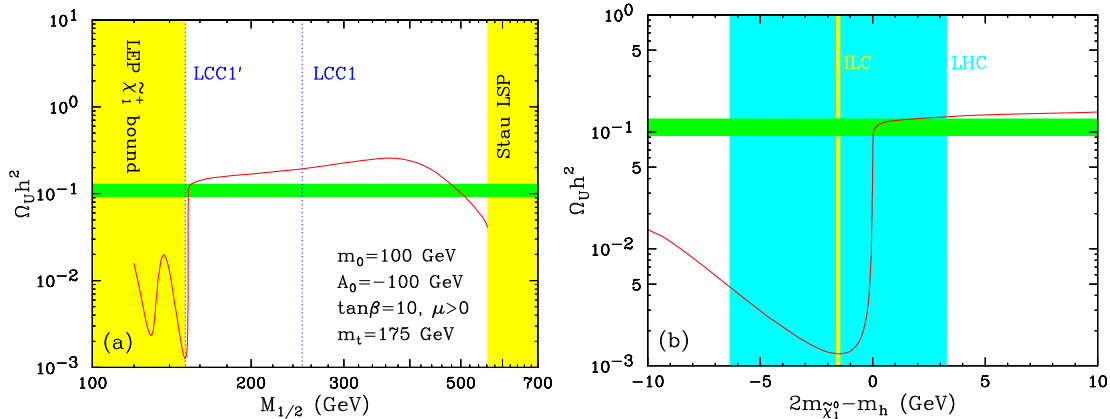 10¹
10⁰
10⁻¹
10⁻²
10⁻³
Ω_U h²
LEP χ̃₁⁺ bound
LCC1′
LCC1
Stau LSP
m₀=100 GeV
A₀=−100 GeV
tanβ=10, μ>0
m_t=175 GeV
(a)
100 200 300 400 500 700
M_{1/2} (GeV)
10⁰
5
10⁻¹
5
10⁻²
5
10⁻³
Ω_U h²
ILC
LHC
(b)
−10 −5 0 5 10
2m_{χ̃₁⁰}−m_h (GeV)